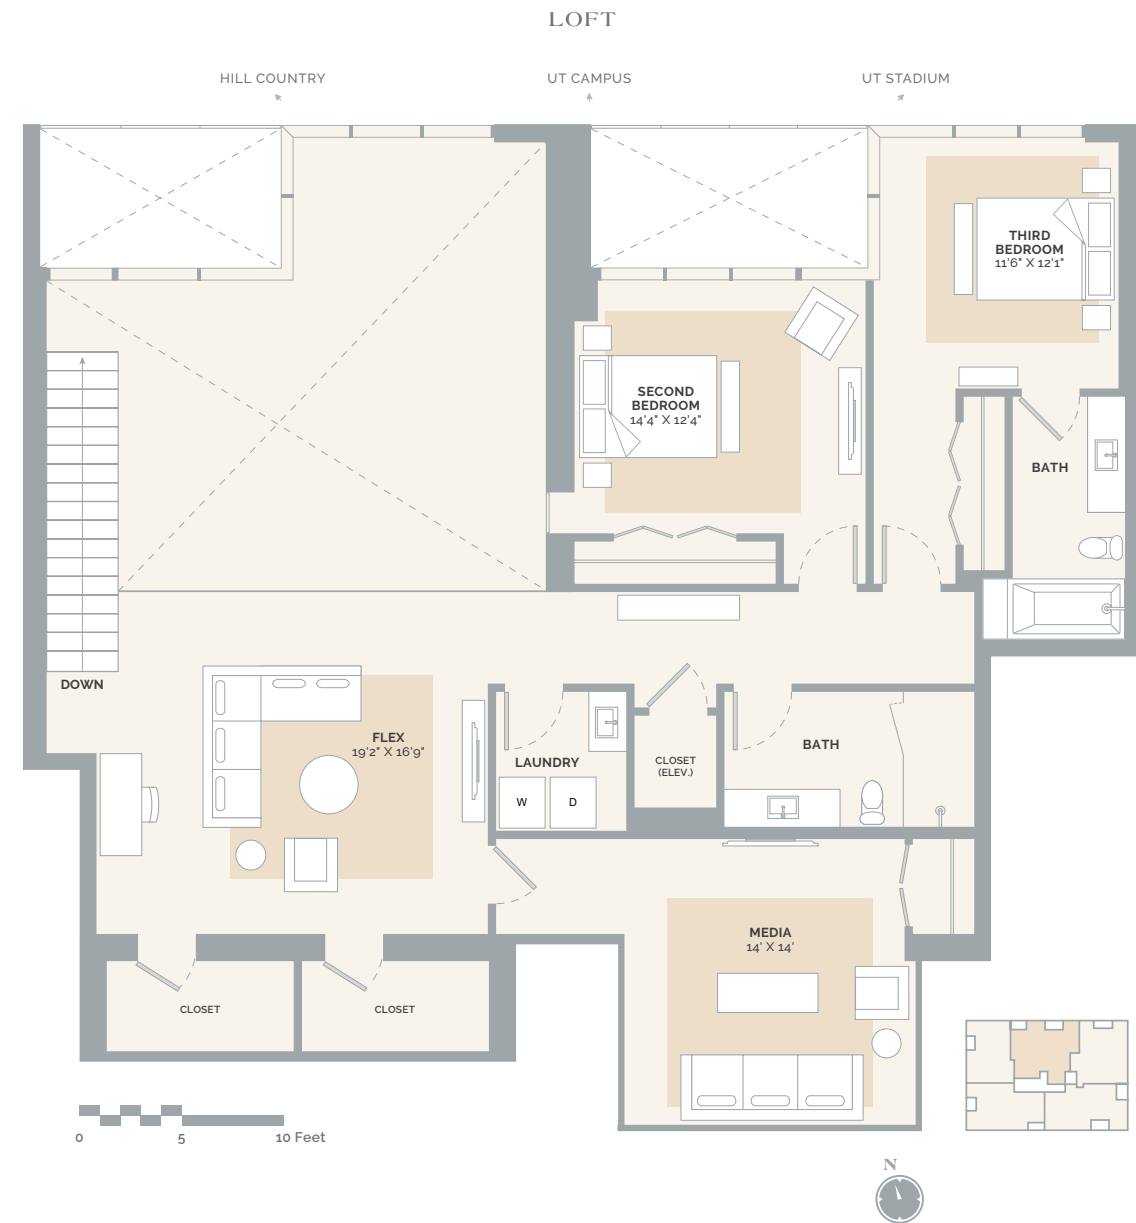 LOFT
HILL COUNTRY
UT CAMPUS
UT STADIUM
THIRD
BEDROOM
11'6" X 12'1"
SECOND
BEDROOM
14'4" X 12'4"
BATH
DOWN
FLEX
19'2" X 16'9"
LAUNDRY
W
D
CLOSET
(ELEV.)
BATH
MEDIA
14' X 14'
CLOSET
CLOSET
0
5
10 Feet
N